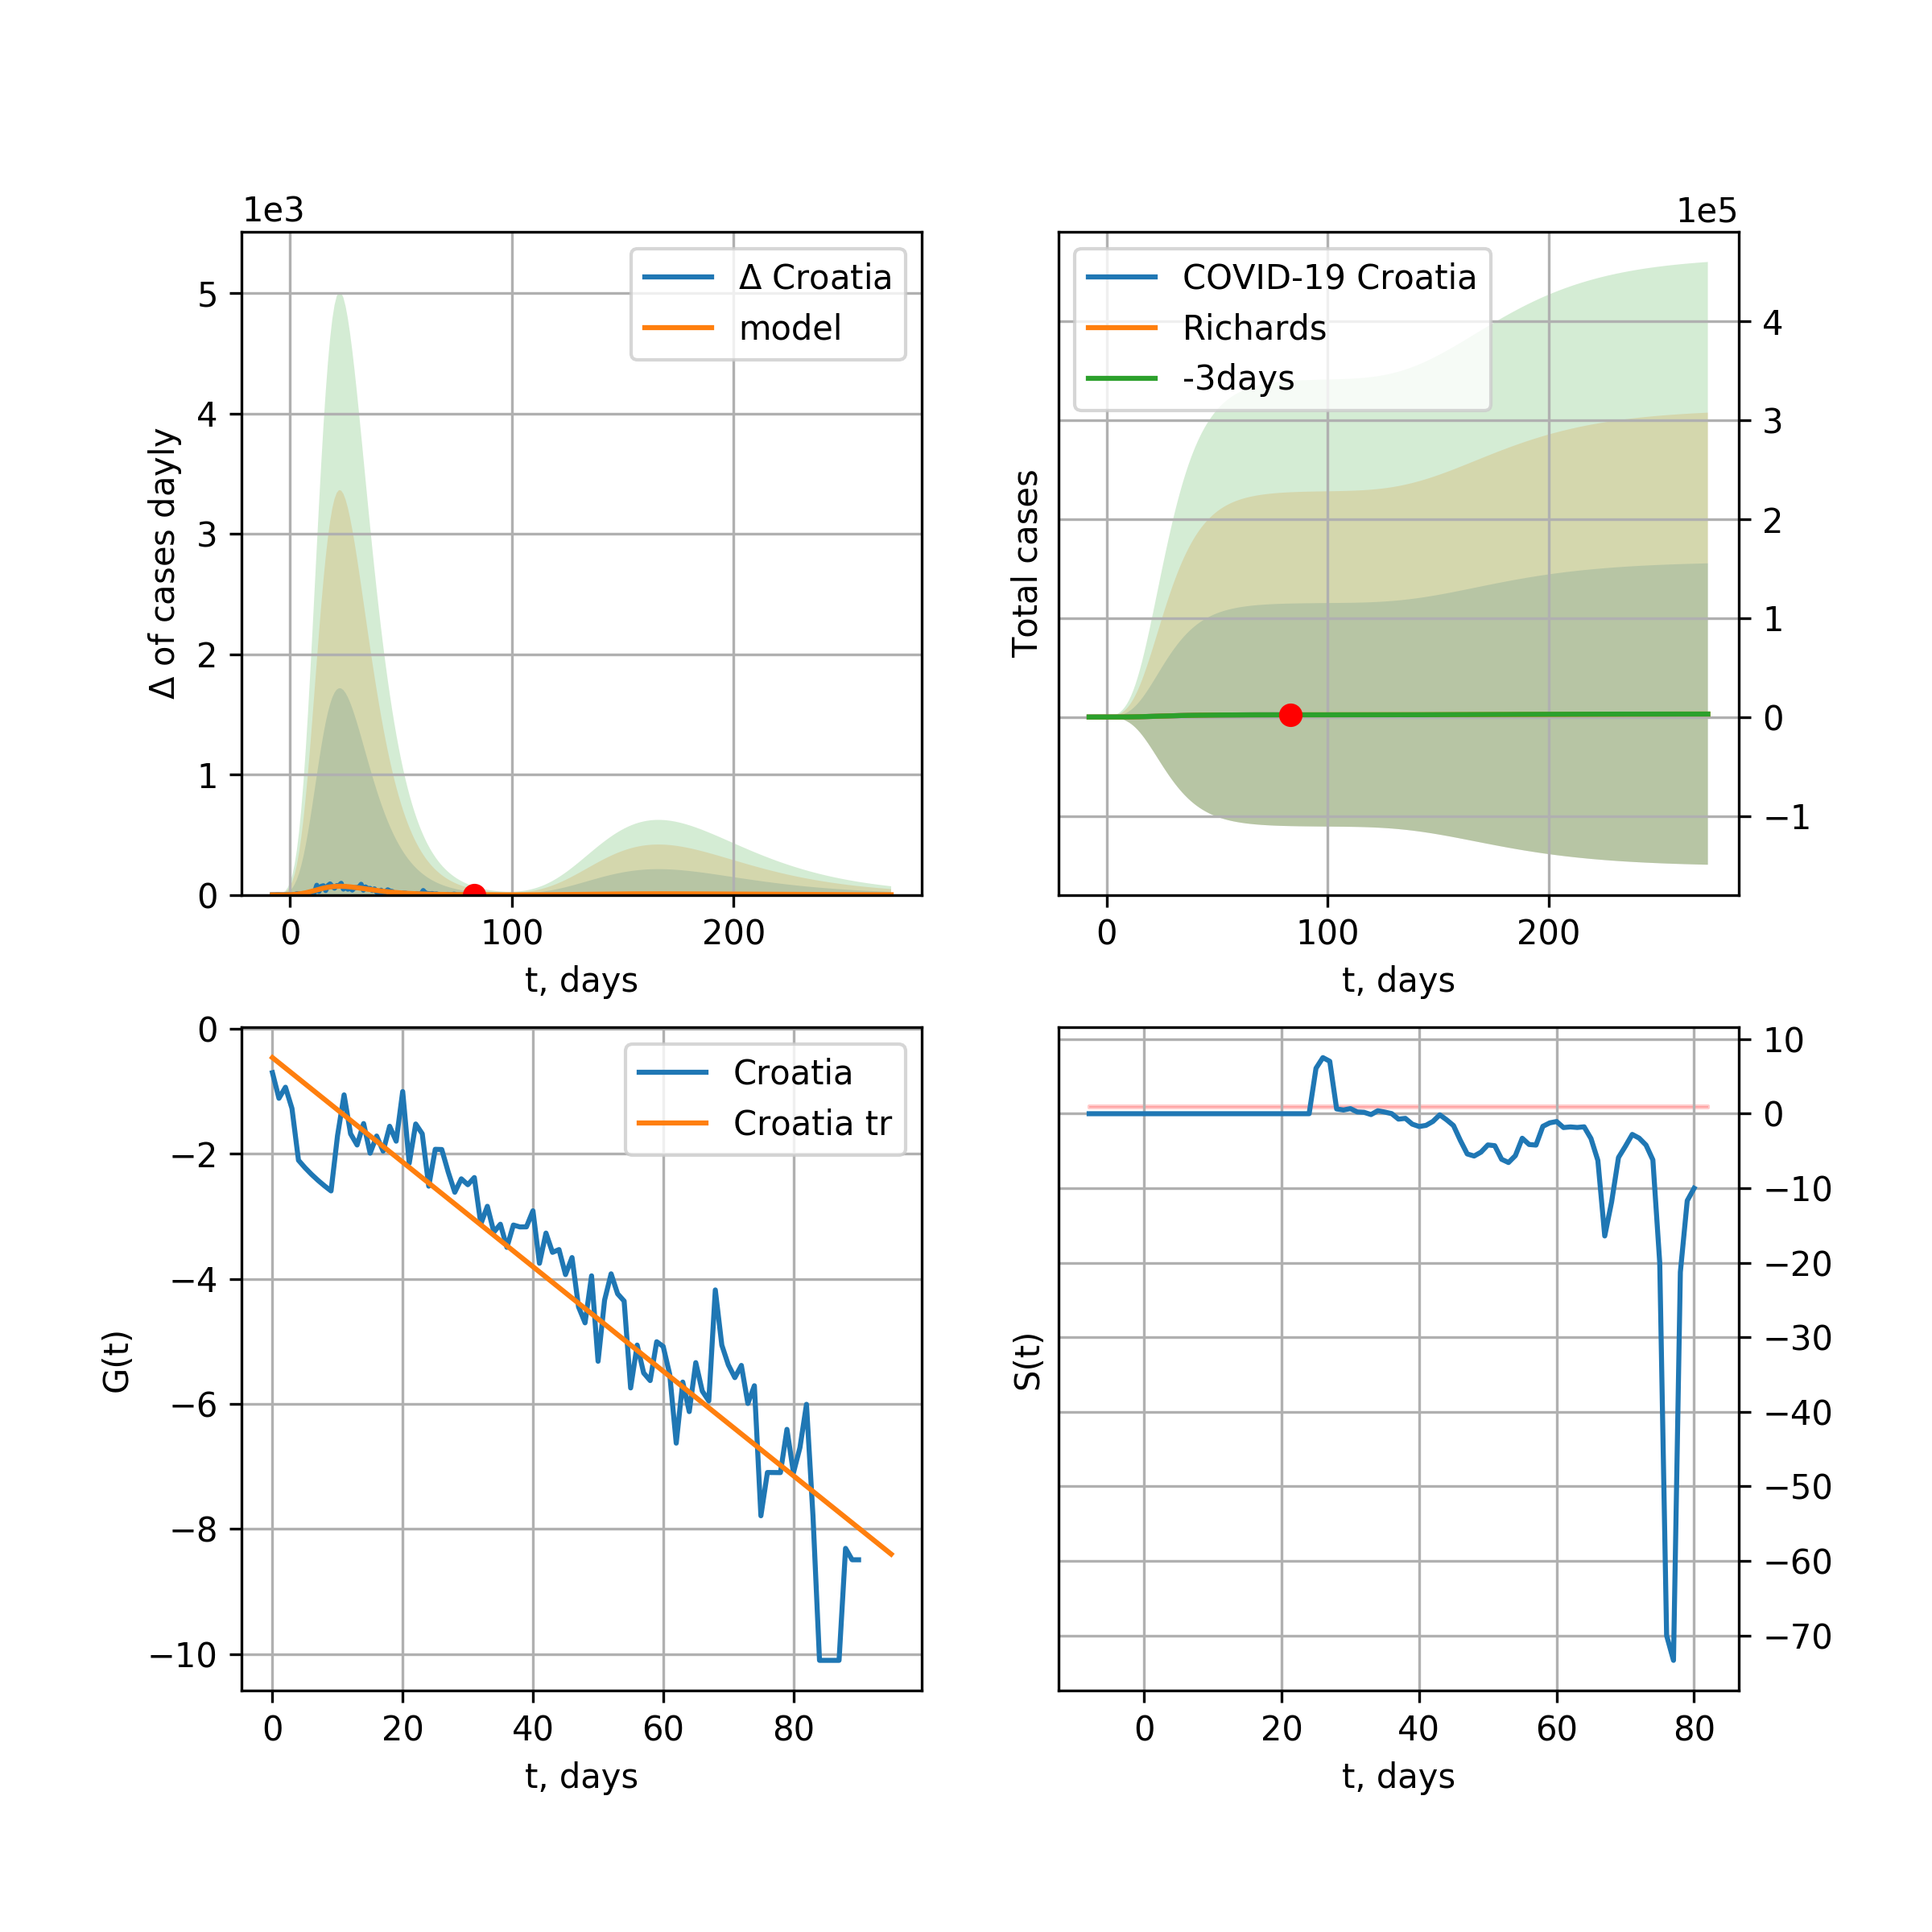 1e3
Δ Croatia
model
5
4
3
2
1
0
Δ of cases dayly
0 100 200
t, days
1e5
COVID-19 Croatia
Richards
-3days
4
3
2
1
0
−1
Total cases
0 100 200
t, days
0
−2
−4
−6
−8
−10
G(t)
Croatia
Croatia tr
0 20 40 60 80
t, days
10
0
−10
−20
−30
−40
−50
−60
−70
S(t)
0 20 40 60 80
t, days